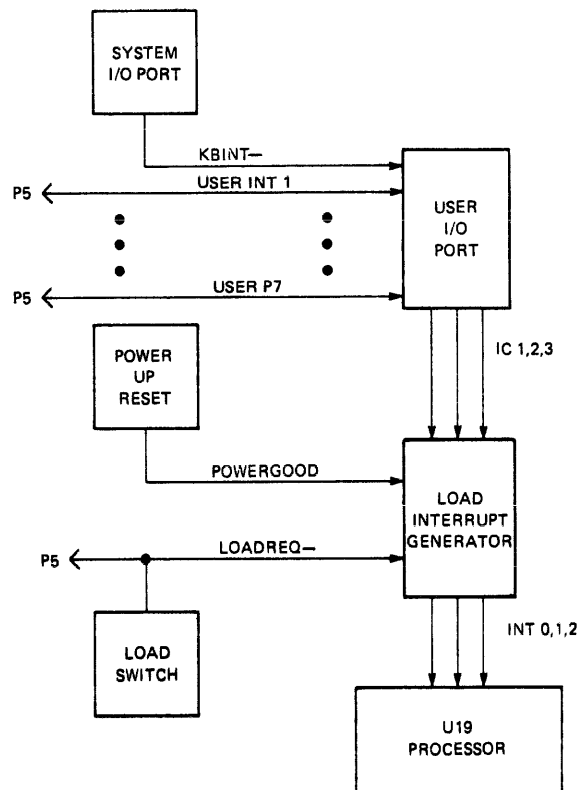 SYSTEM
I/O PORT
KBINT—
P5
USER INT 1
USER
I/O
PORT
P5
USER P7
POWER
UP
RESET
IC 1,2,3
POWERGOOD
LOAD
INTERRUPT
GENERATOR
P5
LOADREQ—
LOAD
SWITCH
INT 0,1,2
U19
PROCESSOR